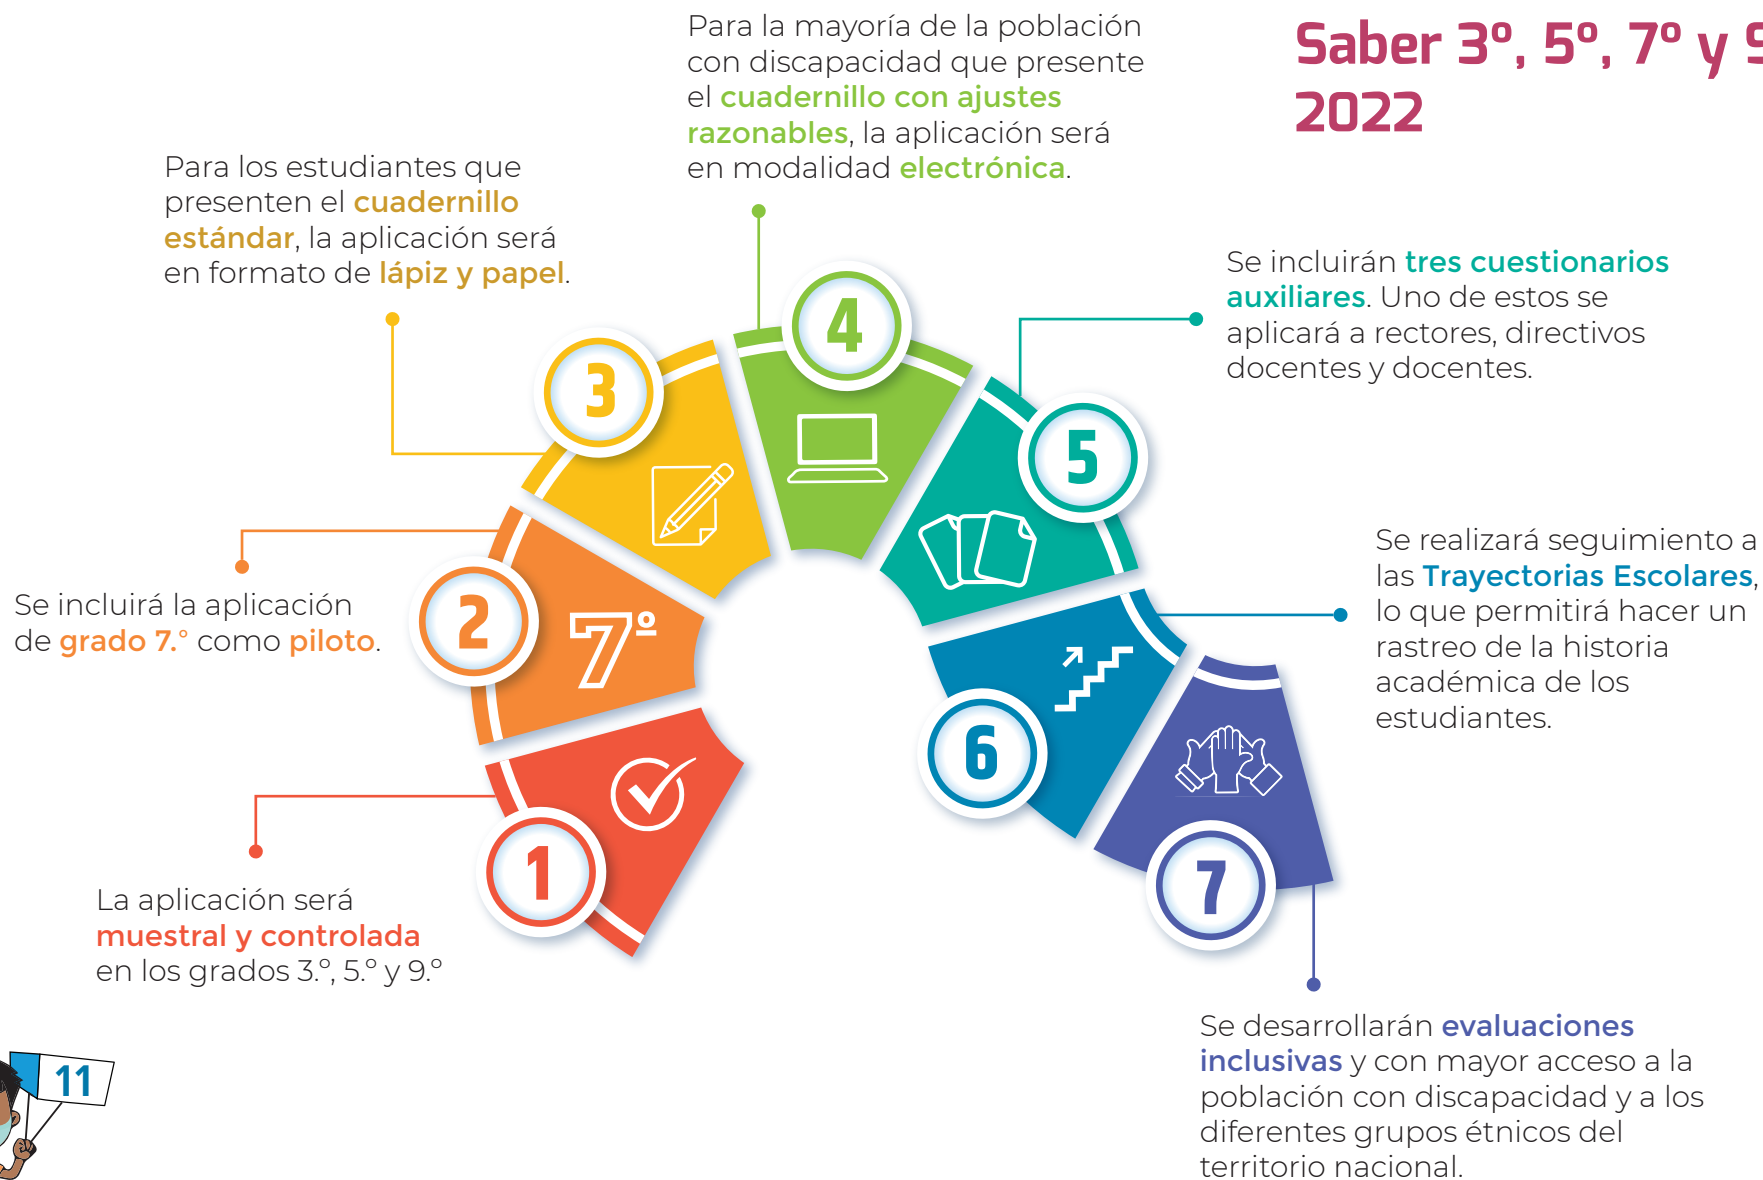 Saber 3º, 5º, 7º y 9
2022
La aplicación será
muestral y controlada
en los grados 3.º, 5.º y 9.º
1
Se incluirá la aplicación
de grado 7.° como piloto.
2
7º
Para los estudiantes que
presenten el cuadernillo
estándar, la aplicación será
en formato de lápiz y papel.
3
Para la mayoría de la población
con discapacidad que presente
el cuadernillo con ajustes
razonables, la aplicación será
en modalidad electrónica.
4
Se incluirán tres cuestionarios
auxiliares. Uno de estos se
aplicará a rectores, directivos
docentes y docentes.
5
Se realizará seguimiento a
las Trayectorias Escolares,
lo que permitirá hacer un
rastreo de la historia
académica de los
estudiantes.
6
7
Se desarrollarán evaluaciones
inclusivas y con mayor acceso a la
población con discapacidad y a los
diferentes grupos étnicos del
territorio nacional.
11